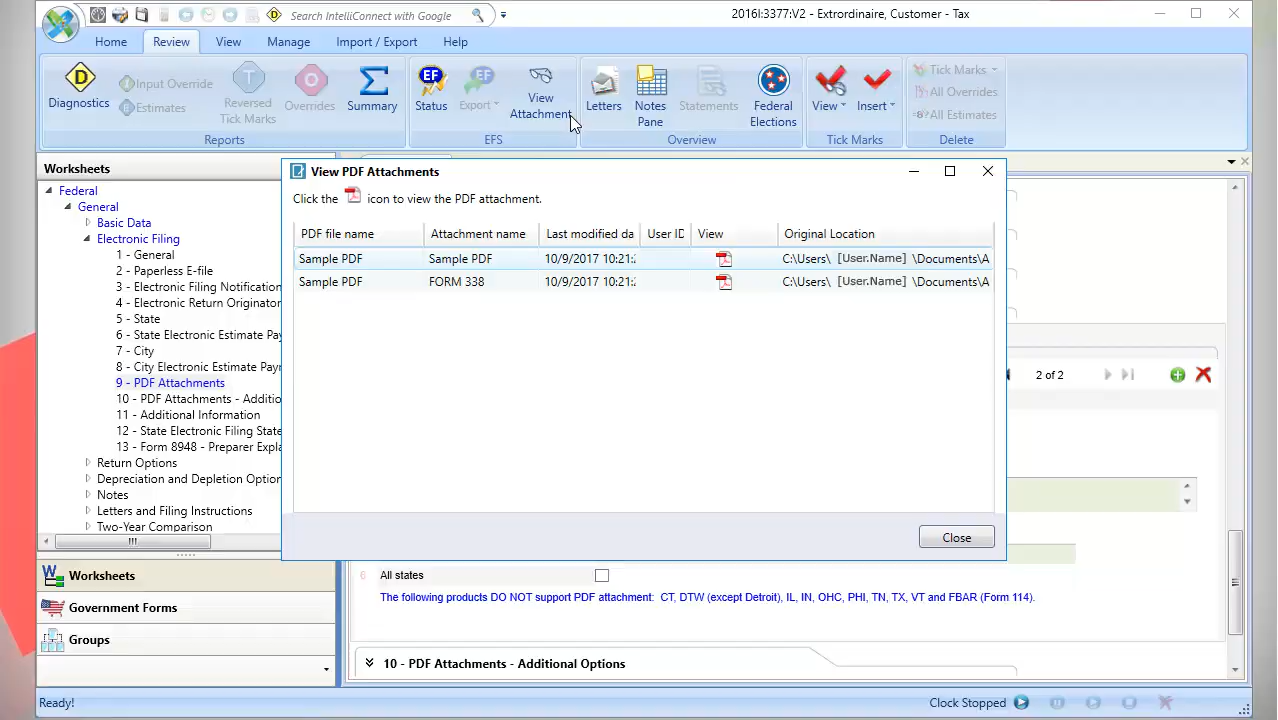 Search IntelliConnect with Google
2016I:3377:V2 - Extrordinaire, Customer - Tax
Home Review View Manage Import / Export Help
Diagnostics
Input Override
Estimates
Reversed
Tick Marks
Overrides
Summary
Reports
EF
Status
EF
Export
View
Attachment
EFS
Letters
Notes
Pane
Statements
Federal
Elections
Overview
View
Insert
Tick Marks
Tick Marks
All Overrides
All Estimates
Delete
Worksheets
Federal
General
Basic Data
Electronic Filing
1 - General
2 - Paperless E-file
3 - Electronic Filing Notification
4 - Electronic Return Originator
5 - State
6 - State Electronic Estimate Pay
7 - City
8 - City Electronic Estimate Payr
9 - PDF Attachments
10 - PDF Attachments - Additio
11 - Additional Information
12 - State Electronic Filing State
13 - Form 8948 - Preparer Expla
Return Options
Depreciation and Depletion Option
Notes
Letters and Filing Instructions
Two-Year Comparison
Worksheets
Government Forms
Groups
View PDF Attachments
Click the icon to view the PDF attachment.
PDF file name Attachment name Last modified da User ID View Original Location
Sample PDF Sample PDF 10/9/2017 10:21: C:\Users\ [User.Name] \Documents\A
Sample PDF FORM 338 10/9/2017 10:21: C:\Users\ [User.Name] \Documents\A
Close
2 of 2
6 All states
The following products DO NOT support PDF attachment: CT, DTW (except Detroit), IL, IN, OHC, PHI, TN, TX, VT and FBAR (Form 114).
10 - PDF Attachments - Additional Options
Ready!
Clock Stopped